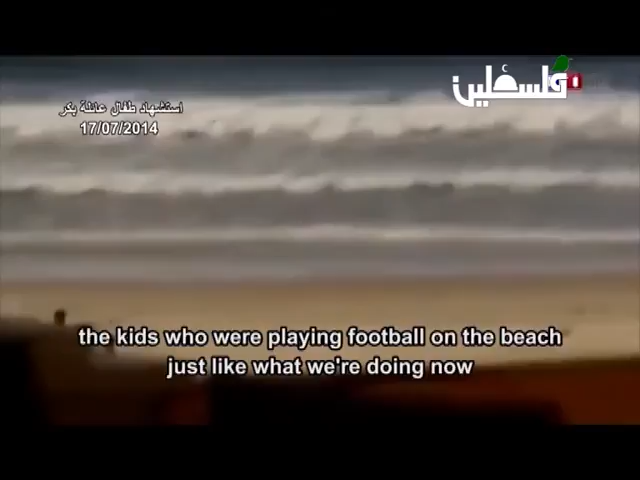 فلسطين
استشهاد طفال عائلة بكر
17/07/2014
the kids who were playing football on the beach
just like what we're doing now